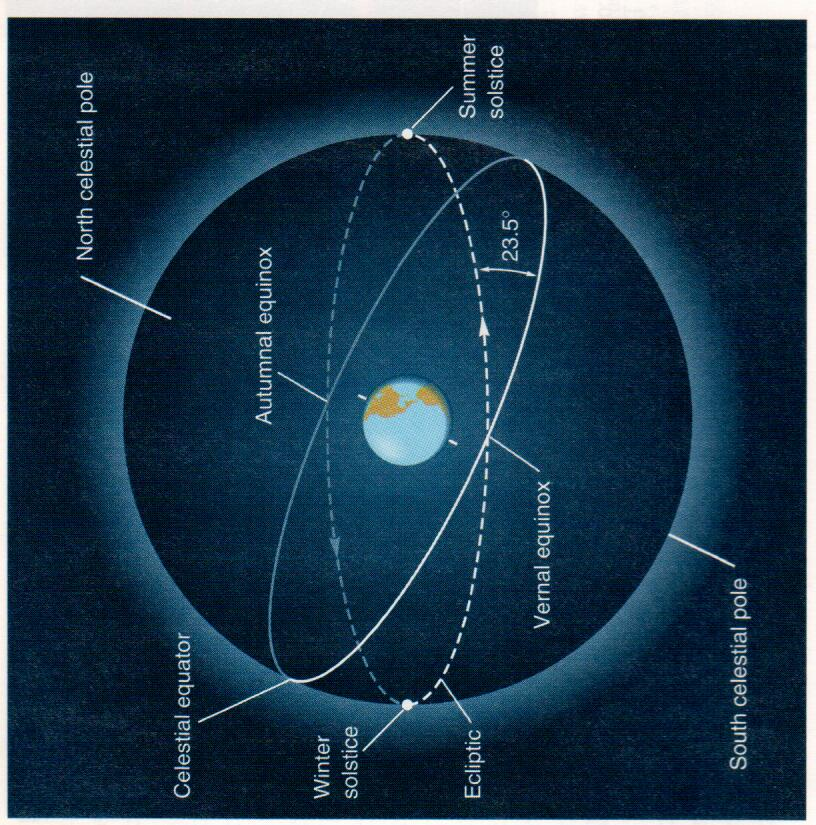 North celestial pole
Summer
solstice
Autumnal equinox
23.5°
Vernal equinox
Celestial equator
Winter
solstice
Ecliptic
South celestial pole